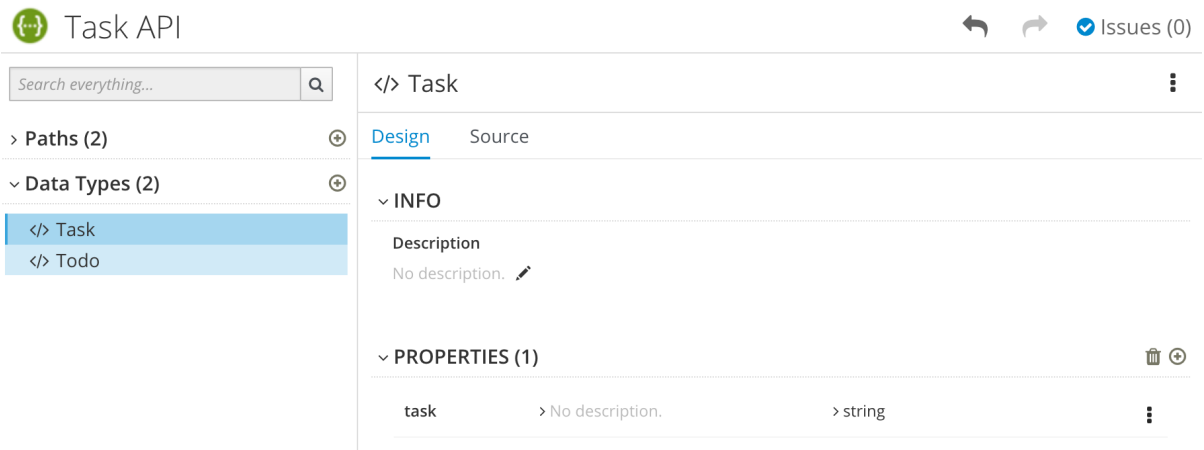 Task API
Issues (0)
Search everything...
Paths (2)
Data Types (2)
</> Task
</> Todo
</> Task
Design Source
INFO
Description
No description.
PROPERTIES (1)
task > No description. > string